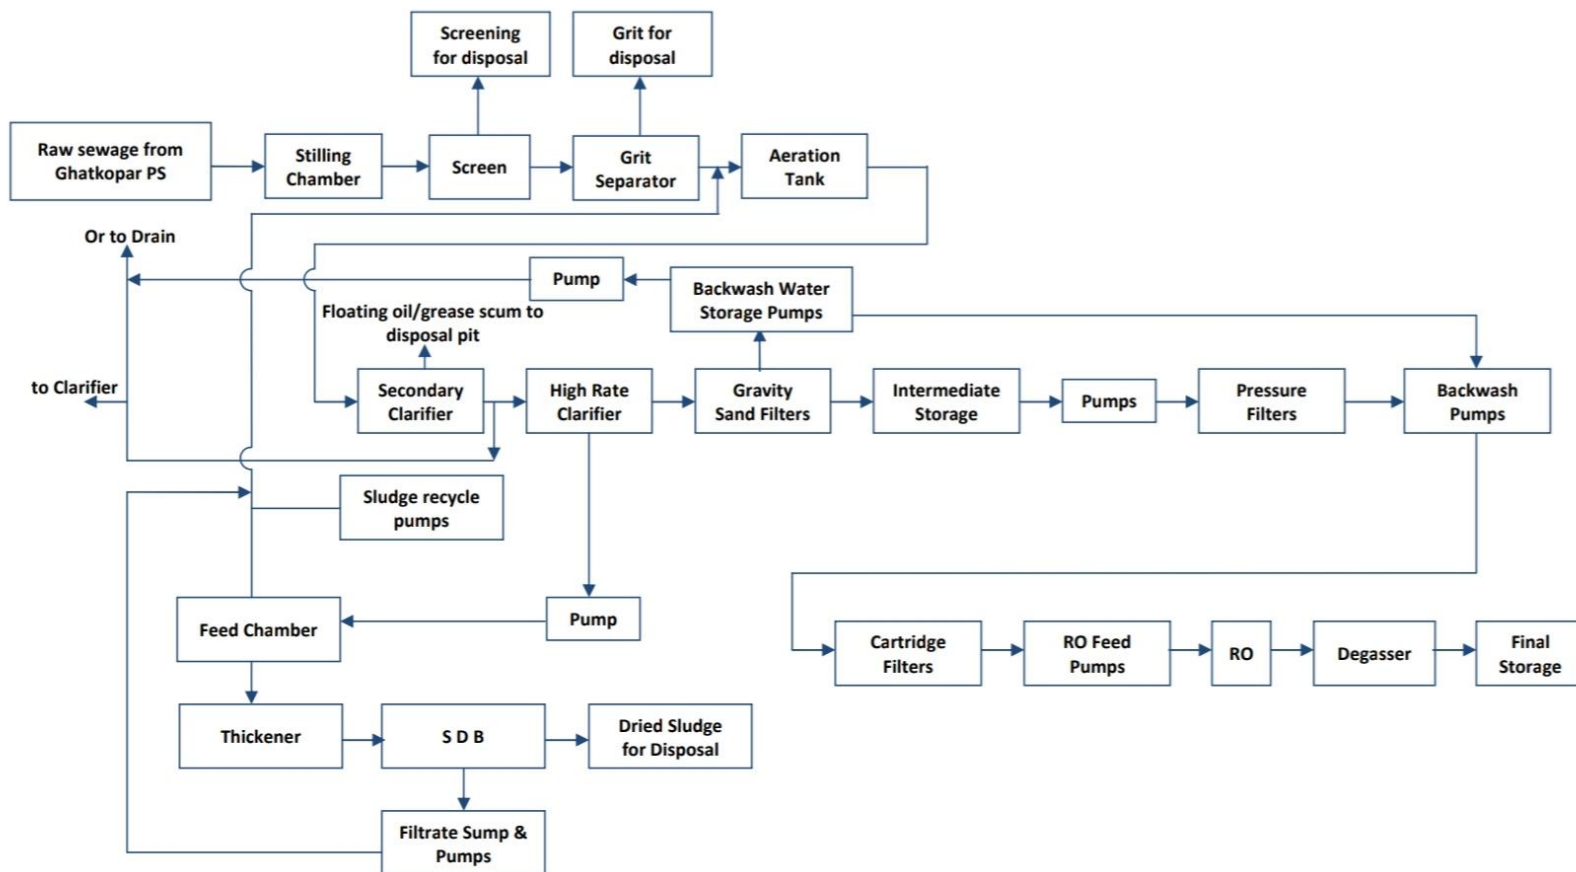 Screening
for disposal
Grit for
disposal
Raw sewage from
Ghatkopar PS
Stilling
Chamber
Screen
Grit
Separator
Aeration
Tank
Or to Drain
Pump
Backwash Water
Storage Pumps
Floating oil/grease scum to
disposal pit
to Clarifier
Secondary
Clarifier
High Rate
Clarifier
Gravity
Sand Filters
Intermediate
Storage
Pumps
Pressure
Filters
Backwash
Pumps
Sludge recycle
pumps
Feed Chamber
Pump
Cartridge
Filters
RO Feed
Pumps
RO
Degasser
Final
Storage
Thickener
S D B
Dried Sludge
for Disposal
Filtrate Sump &
Pumps